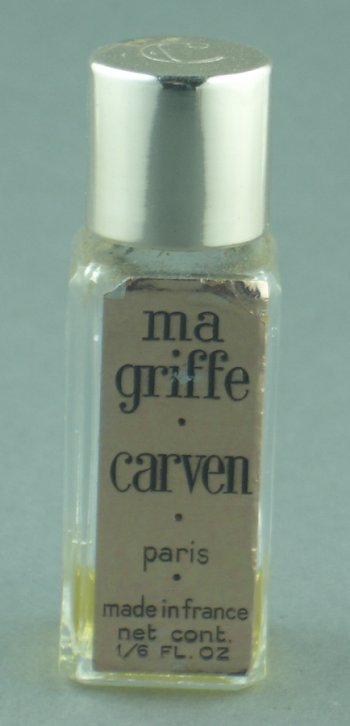 ma
griffe
·
carven
·
paris
·
made in france
net cont.
1/6 FL. OZ